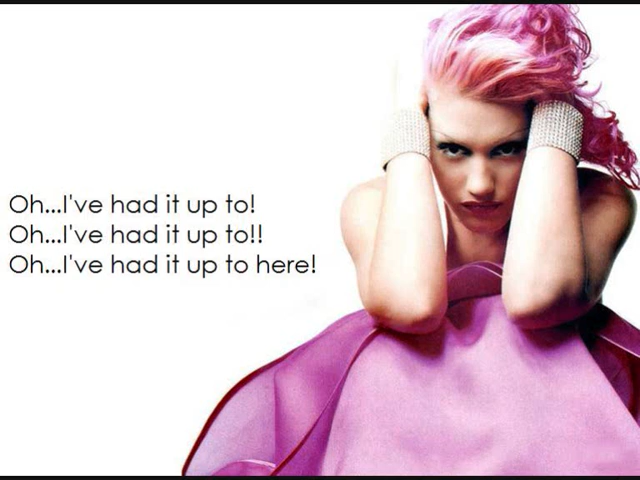 Oh...I've had it up to!
Oh...I've had it up to!!
Oh...I've had it up to here!